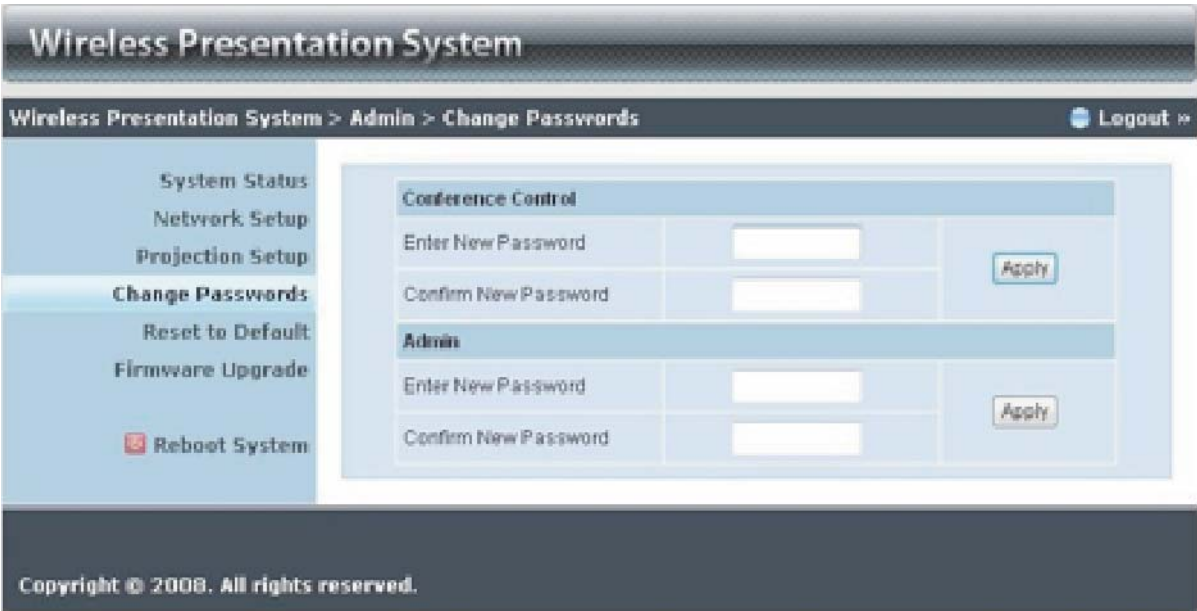 Wireless Presentation System
Wireless Presentation System > Admin > Change Passwords
Logout »
System Status
Network Setup
Projection Setup
Change Passwords
Reset to Default
Firmware Upgrade
Reboot System
Conference Control
Enter New Password
Confirm New Password
Apply
Admin
Enter New Password
Confirm New Password
Apply
Copyright © 2008. All rights reserved.